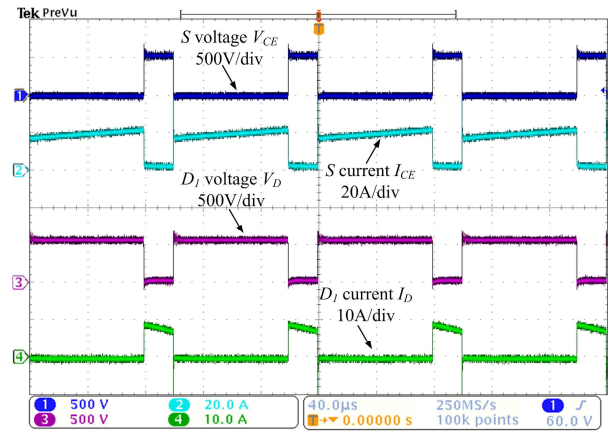 Tek PreVu
T
S voltage V_CE
500V/div
1
2
S current I_CE
20A/div
D_1 voltage V_D
500V/div
3
D_1 current I_D
10A/div
4
1 500 V 2 20.0 A 40.0μs 250MS/s 1
3 500 V 4 10.0 A T→▼ 0.00000 s 100k points 60.0 V